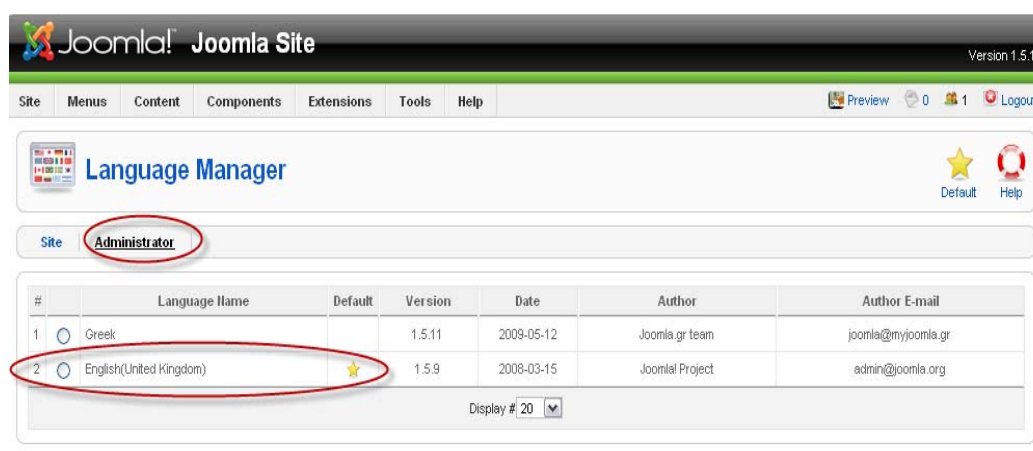 Joomla! Joomla Site
Version 1.5.1
Site Menus Content Components Extensions Tools Help Preview 0 1 Logou
Language Manager
Default Help
Site Administrator
# Language Name Default Version Date Author Author E-mail
1 Greek 1.5.11 2009-05-12 Joomla.gr team joomla@myjoomla.gr
2 English(United Kingdom) 1.5.9 2008-03-15 Joomla! Project admin@joomla.org
Display # 20